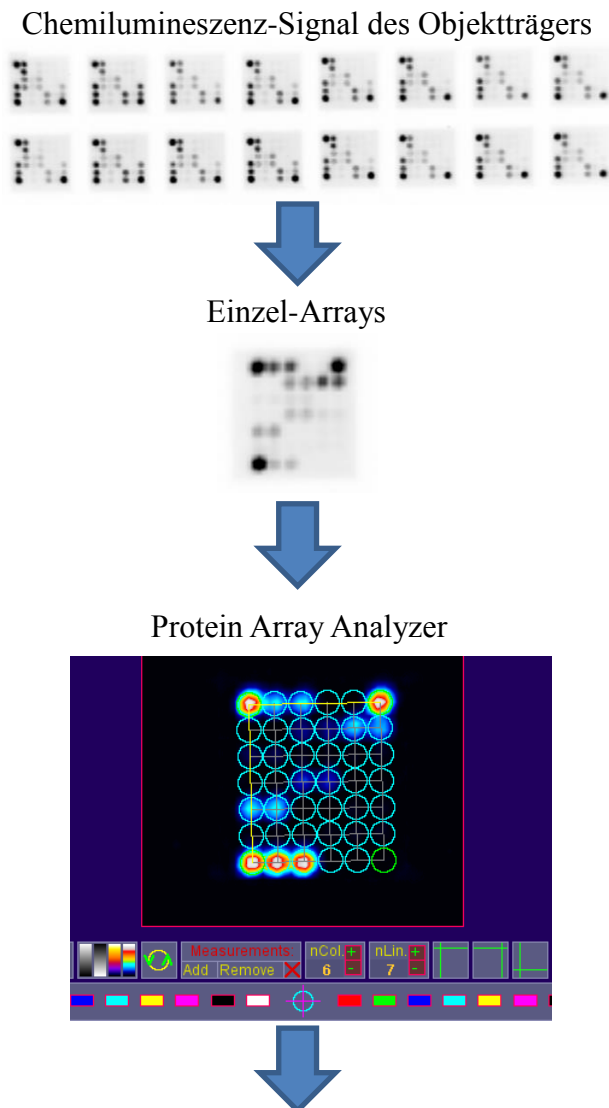 Chemilumineszenz-Signal des Objektträgers
Einzel-Arrays
Protein Array Analyzer
Measurements: nCol. + nLin. +
Add Remove 6 - 7 -